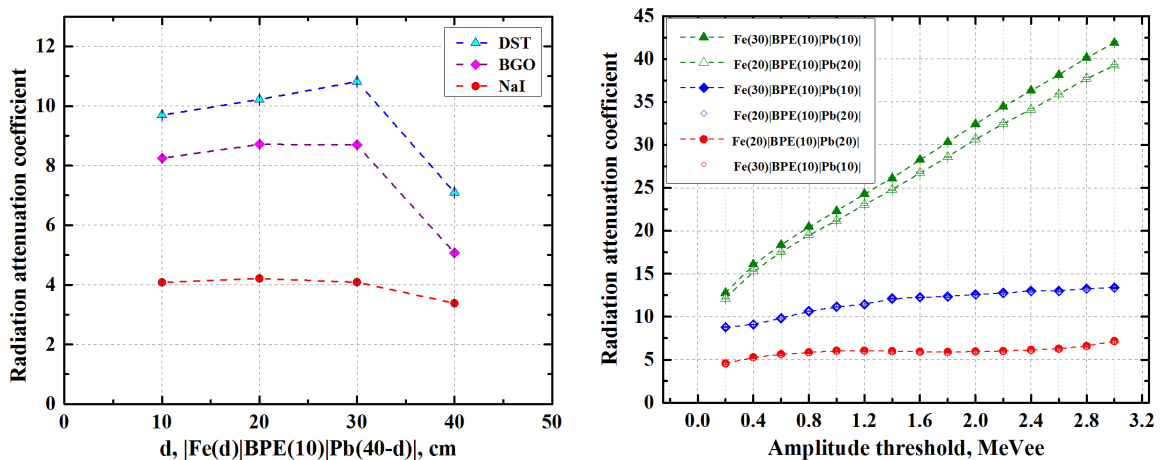 Radiation attenuation coefficient
12
10
8
6
4
2
0
DST
BGO
NaI
0 10 20 30 40 50
d, |Fe(d)|BPE(10)|Pb(40-d)|, cm
Radiation attenuation coefficient
45
40
35
30
25
20
15
10
5
0
Fe(30)|BPE(10)|Pb(10)|
Fe(20)|BPE(10)|Pb(20)|
Fe(30)|BPE(10)|Pb(10)|
Fe(20)|BPE(10)|Pb(20)|
Fe(20)|BPE(10)|Pb(20)|
Fe(30)|BPE(10)|Pb(10)|
0.0 0.4 0.8 1.2 1.6 2.0 2.4 2.8 3.2
Amplitude threshold, MeVee